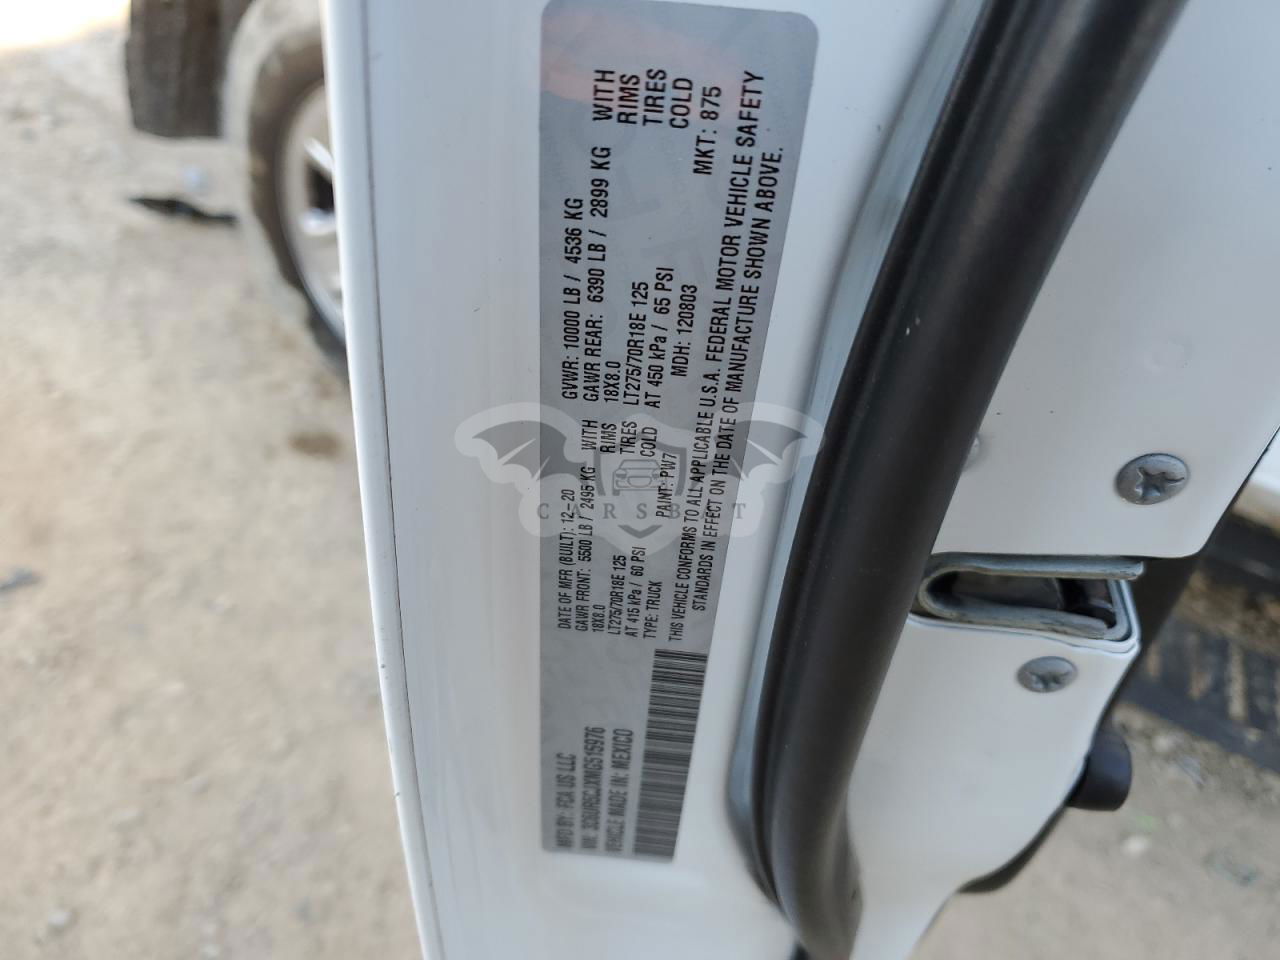 MFD BY: FCA US LLC
VIN: 3C6UR5CJXMG515976
VEHICLE MADE IN: MEXICO
DATE OF MFR (BUILT): 12-20
GAWR FRONT: 5500 LB / 2495 KG WITH
18X8.0 RIMS
LT275/70R18E 125 TIRES
AT 415 kPa / 60 PSI COLD
TYPE: TRUCK PAINT: PW7
GVWR: 10000 LB / 4536 KG
GAWR REAR: 6390 LB / 2899 KG WITH
18X8.0 RIMS
LT275/70R18E 125 TIRES
AT 450 kPa / 65 PSI COLD
MDH: 120803 MKT: 875
THIS VEHICLE CONFORMS TO ALL APPLICABLE U.S.A. FEDERAL MOTOR VEHICLE SAFETY
STANDARDS IN EFFECT ON THE DATE OF MANUFACTURE SHOWN ABOVE.
CARSBAT